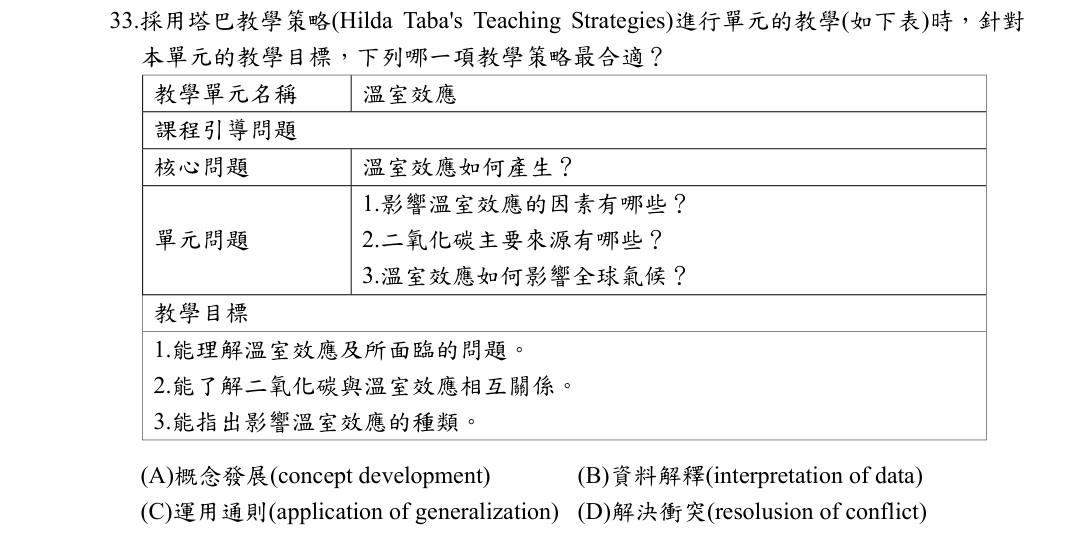 33.採用塔巴教學策略(Hilda Taba's Teaching Strategies)進行單元的教學(如下表)時，針對
本單元的教學目標，下列哪一項教學策略最合適？
教學單元名稱 溫室效應
課程引導問題
核心問題 溫室效應如何產生？
單元問題
1.影響溫室效應的因素有哪些？
2.二氧化碳主要來源有哪些？
3.溫室效應如何影響全球氣候？
教學目標
1.能理解溫室效應及所面臨的問題。
2.能了解二氧化碳與溫室效應相互關係。
3.能指出影響溫室效應的種類。
(A)概念發展(concept development) (B)資料解釋(interpretation of data)
(C)運用通則(application of generalization) (D)解決衝突(resolusion of conflict)